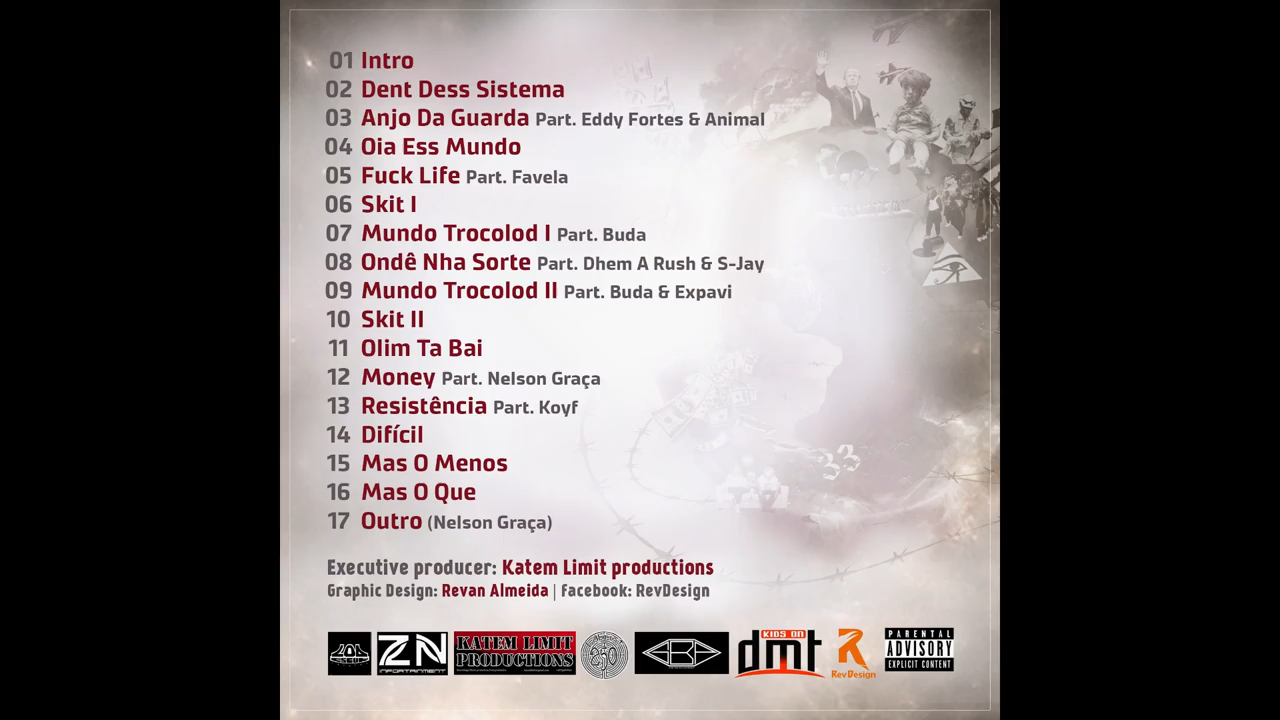 01 Intro
02 Dent Dess Sistema
03 Anjo Da Guarda Part. Eddy Fortes & Animal
04 Oia Ess Mundo
05 Fuck Life Part. Favela
06 Skit I
07 Mundo Trocolod I Part. Buda
08 Ondê Nha Sorte Part. Dhem A Rush & S-Jay
09 Mundo Trocolod II Part. Buda & Expavi
10 Skit II
11 Olim Ta Bai
12 Money Part. Nelson Graça
13 Resistência Part. Koyf
14 Difícil
15 Mas O Menos
16 Mas O Que
17 Outro (Nelson Graça)
Executive producer: Katem Limit productions
Graphic Design: Revan Almeida | Facebook: RevDesign
ZN
INFORTAINMENT
KATEM LIMIT
PRODUCTIONS
KIDS ON
dmt
RevDesign
PARENTAL
ADVISORY
EXPLICIT CONTENT
33